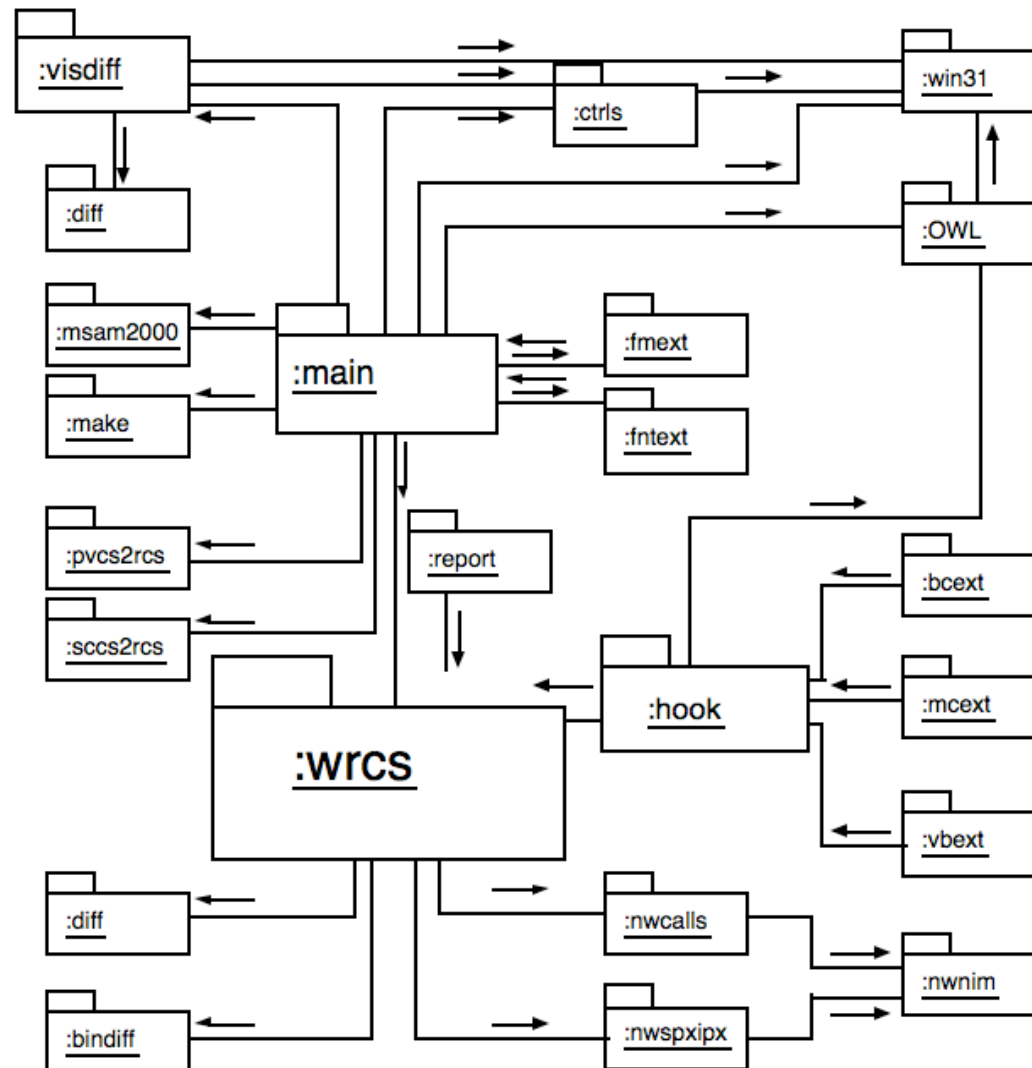 :visdiff
:win31
:ctrls
:diff
:OWL
:msam2000
:main
:fmext
:make
:fntext
:pvcs2rcs
:report
:bcext
:sccs2rcs
:hook
:mcext
:wrcs
:vbext
:diff
:nwcalls
:nwnim
:bindiff
:nwspxipx